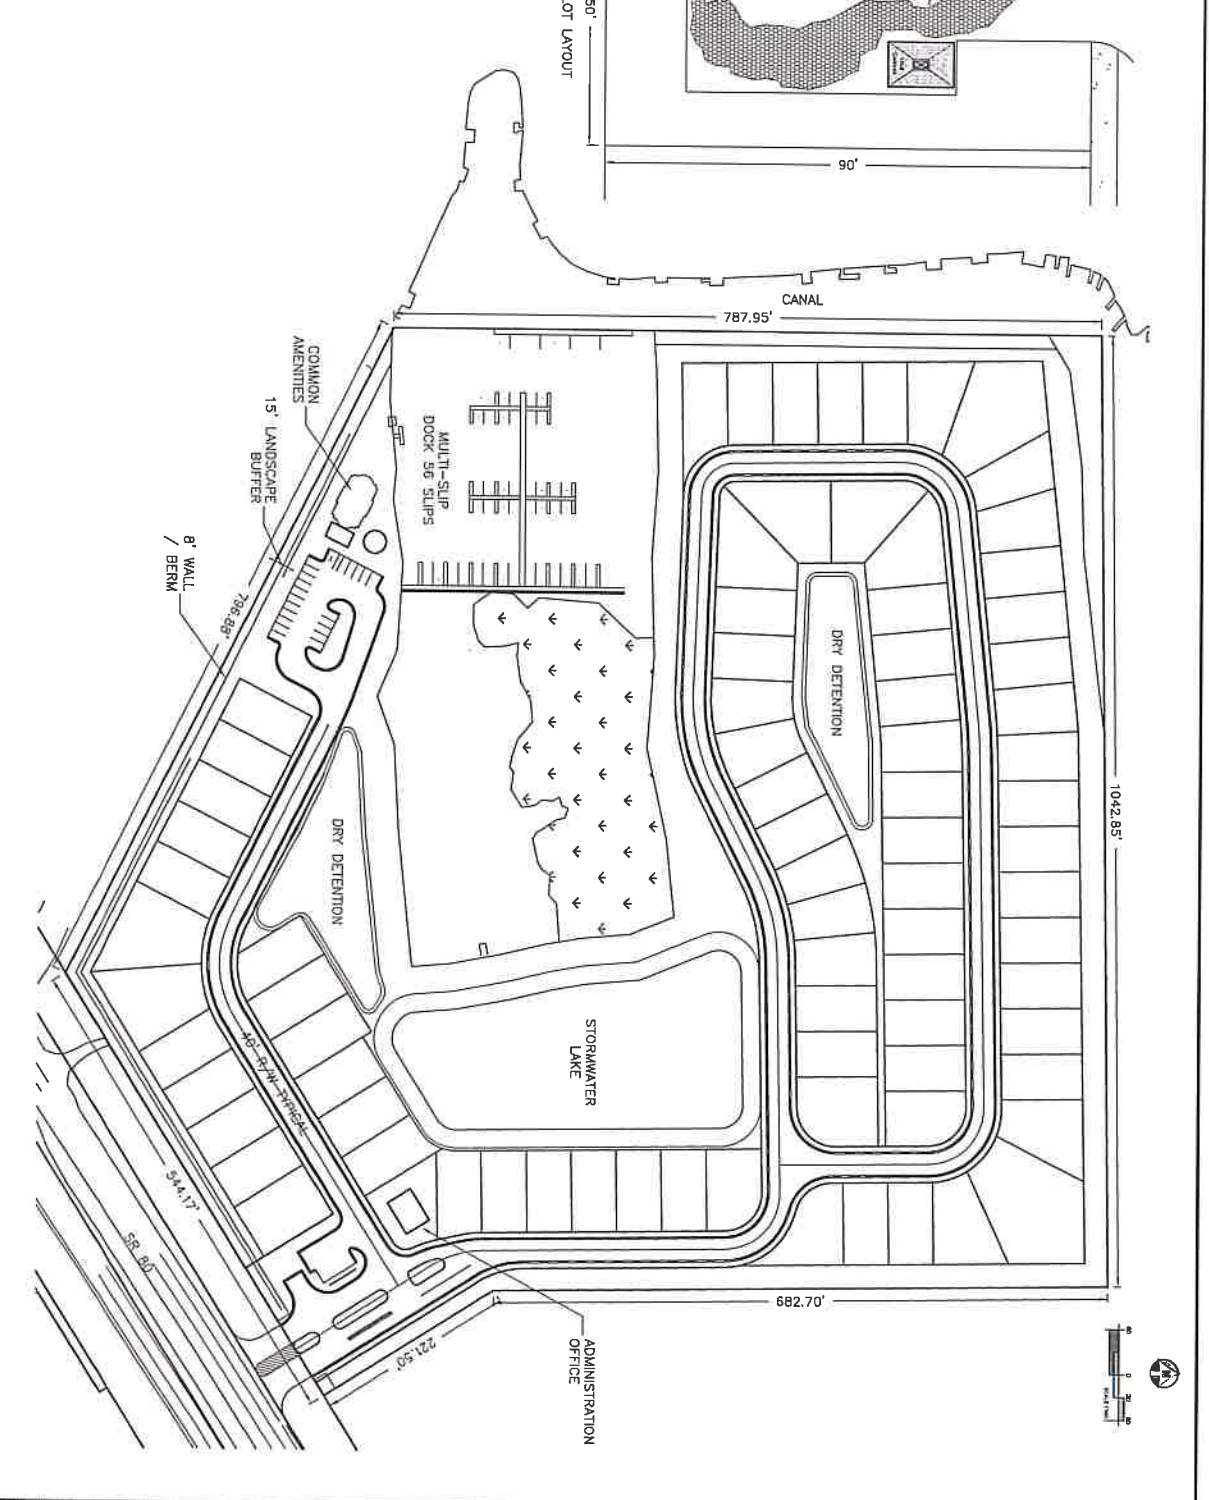 50'
LOT LAYOUT
90'
CANAL
787.95'
COMMON
AMENITIES
15' LANDSCAPE
BUFFER
MULTI-SLIP
DOCK 56 SLIPS
8' WALL
/ BERM
796.88'
DRY DETENTION
1042.85'
DRY DETENTION
STORMWATER
LAKE
40' R/W TYPICAL
544.17'
SR 80
682.70'
221.50'
ADMINISTRATION
OFFICE